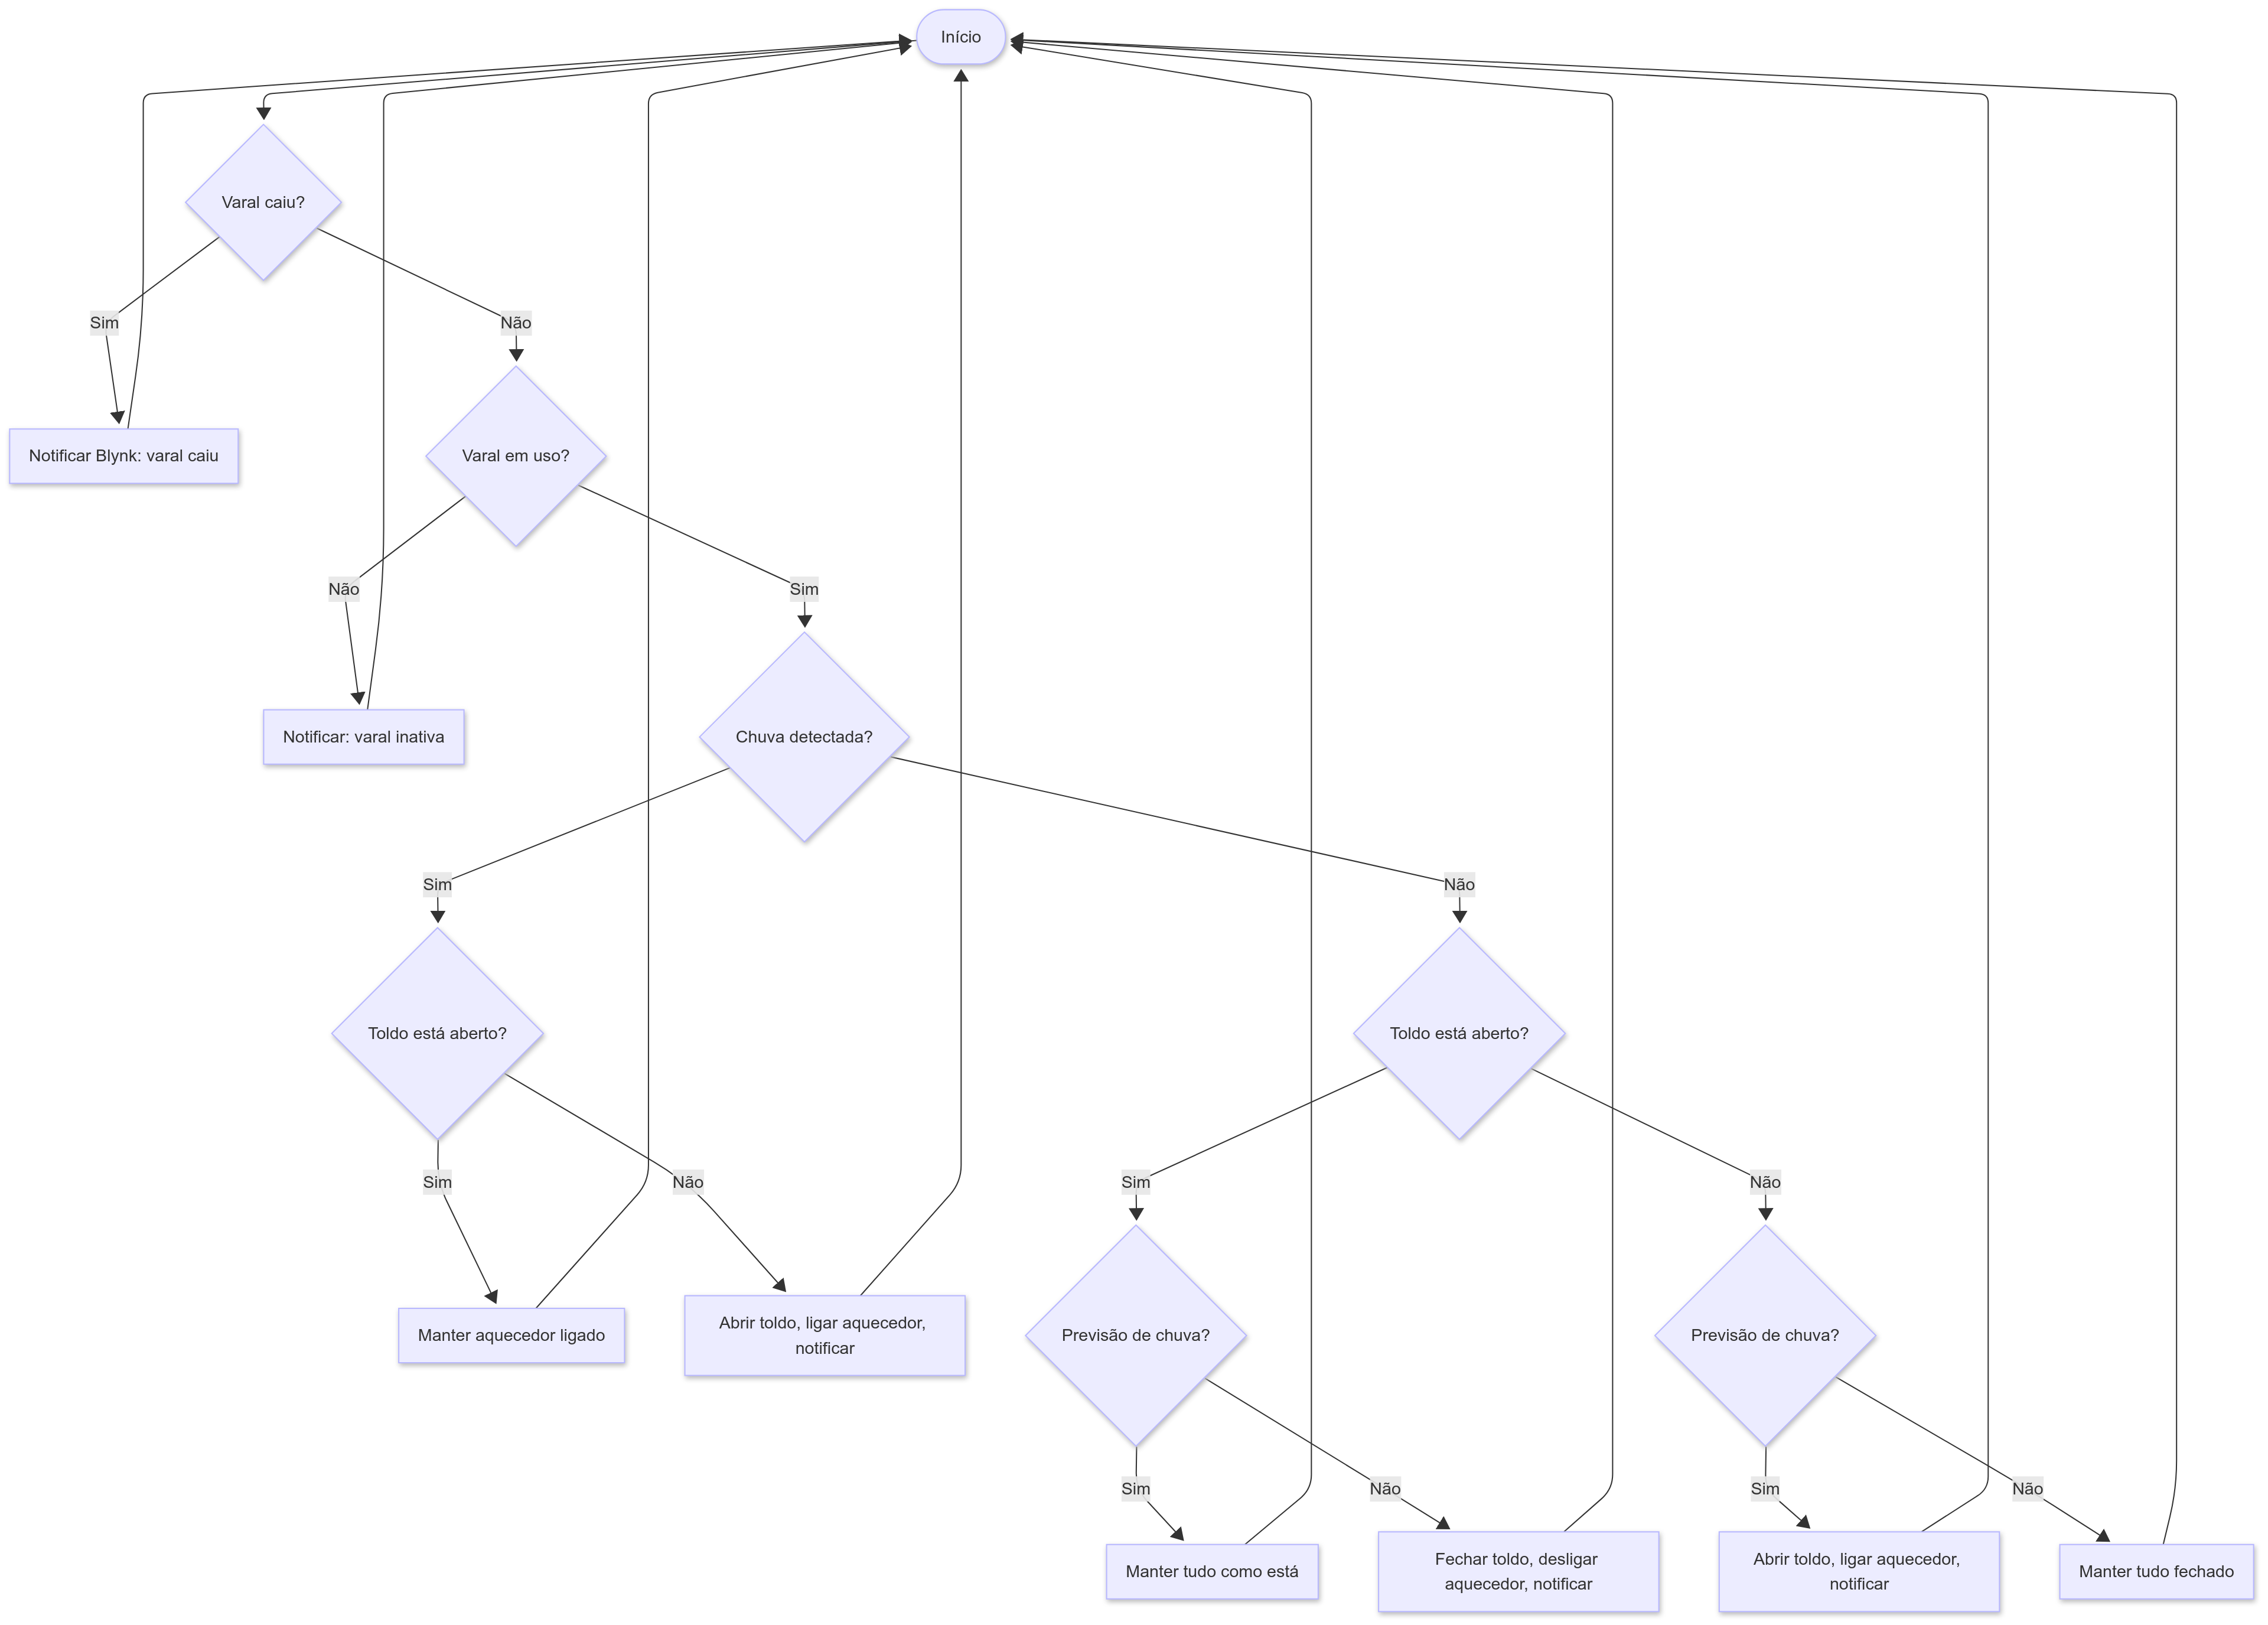 Início
Varal caiu?
Sim
Não
Notificar Blynk: varal caiu
Varal em uso?
Não
Sim
Notificar: varal inativa
Chuva detectada?
Sim
Não
Toldo está aberto?
Toldo está aberto?
Sim
Não
Sim
Não
Manter aquecedor ligado
Abrir toldo, ligar aquecedor,
notificar
Previsão de chuva?
Previsão de chuva?
Sim
Não
Sim
Não
Manter tudo como está
Fechar toldo, desligar
aquecedor, notificar
Abrir toldo, ligar aquecedor,
notificar
Manter tudo fechado